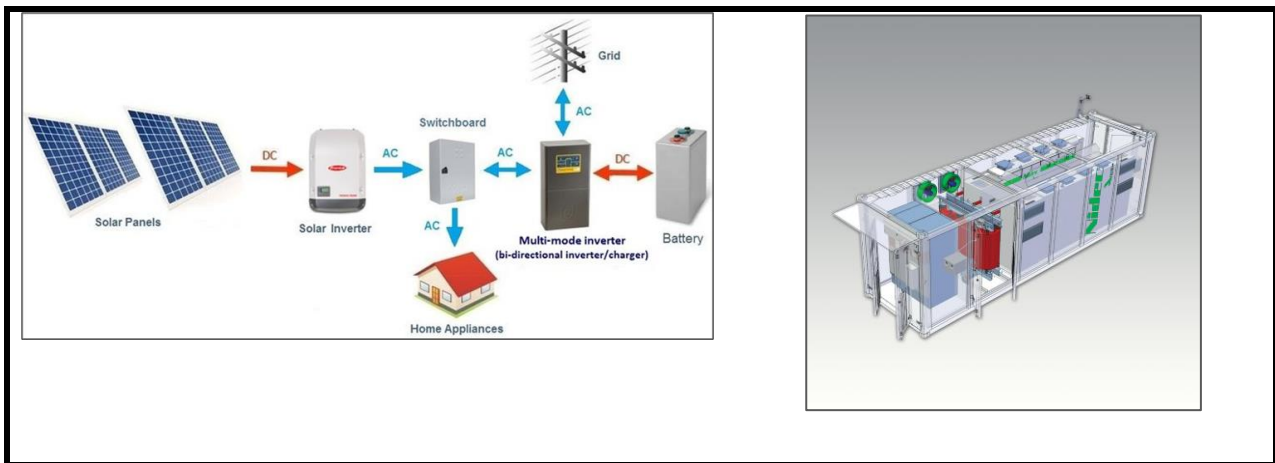 Grid
AC
Switchboard
DC
AC
AC
DC
Solar Panels
Solar Inverter
AC
Multi-mode inverter
(bi-directional inverter/charger)
Battery
Home Appliances
Nidec